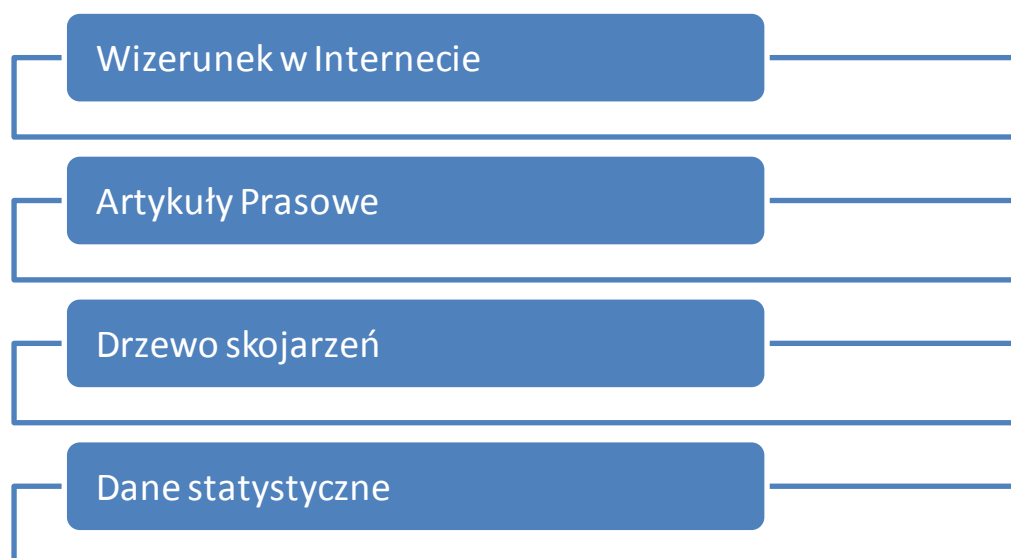 Wizerunek w Internecie
Artykuły Prasowe
Drzewo skojarzeń
Dane statystyczne